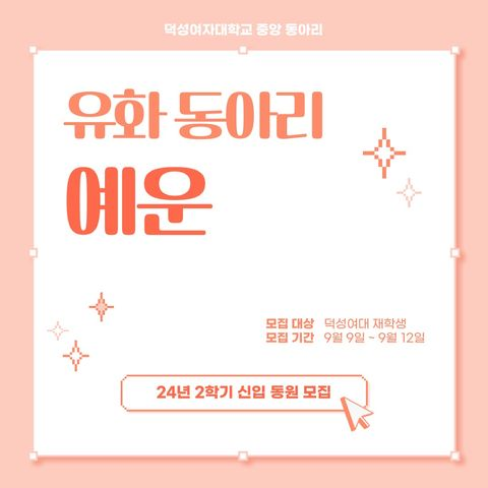 덕성여자대학교 중앙 동아리
유화 동아리
예운
모집 대상 덕성여대 재학생
모집 기간 9월 9일 ~ 9월 12일
24년 2학기 신입 동원 모집